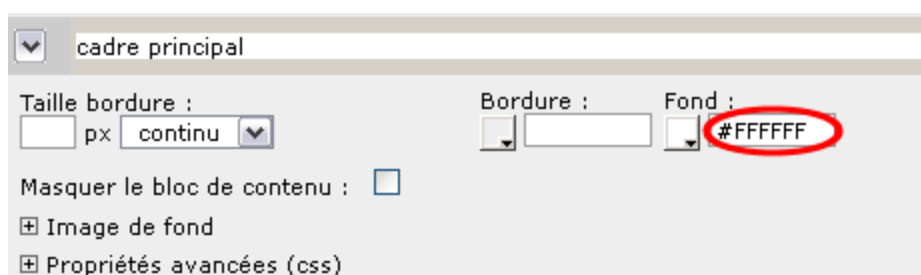 cadre principal
Taille bordure : Bordure : Fond :
px continu #FFFFFF
Masquer le bloc de contenu :
Image de fond
Propriétés avancées (css)